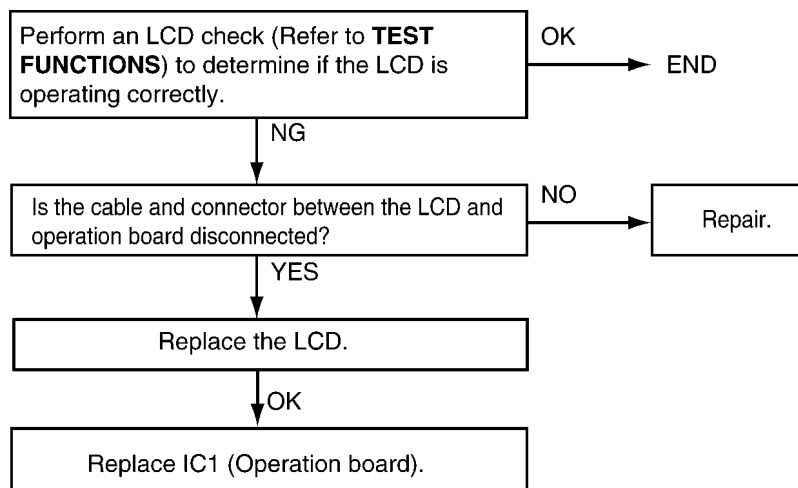 Perform an LCD check (Refer to TEST
FUNCTIONS) to determine if the LCD is
operating correctly.
OK
END
NG
Is the cable and connector between the LCD and
operation board disconnected?
NO
Repair.
YES
Replace the LCD.
OK
Replace IC1 (Operation board).